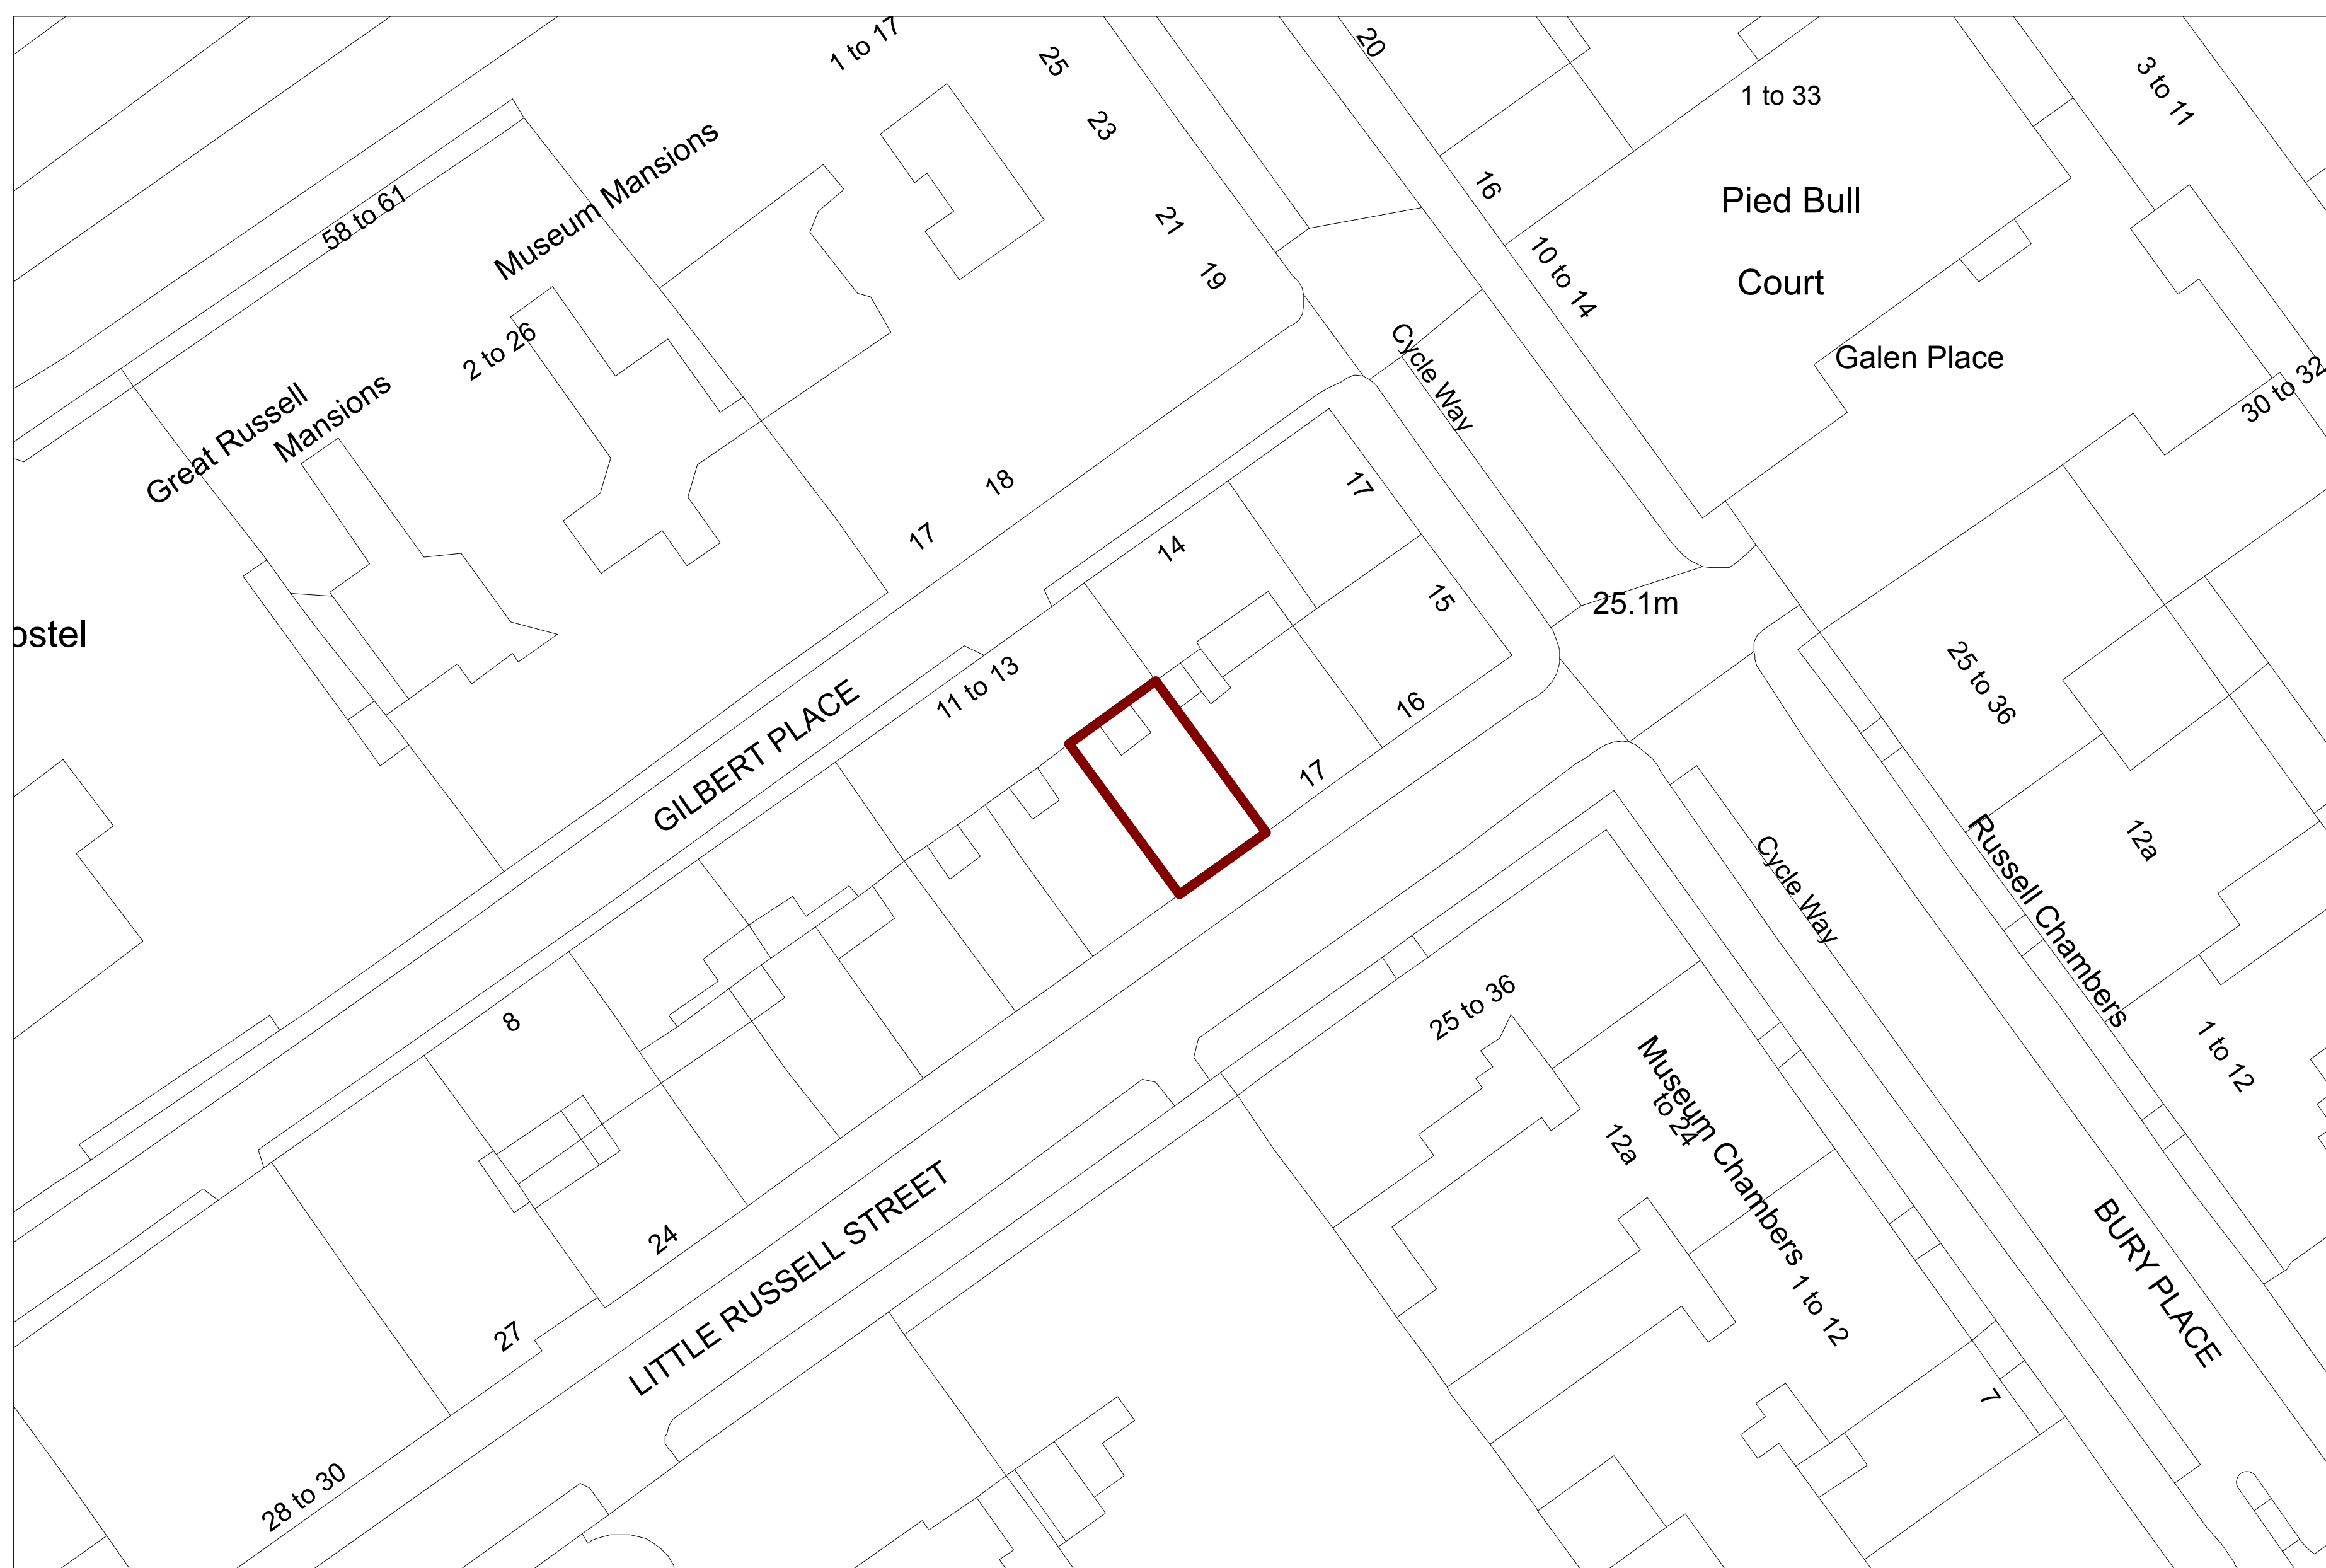 1 to 17
25
20
3 to 11
1 to 33
23
Museum Mansions
58 to 61
16
Pied Bull
21
10 to 14
19
Court
2 to 26
Cycle Way
Galen Place
30 to 32
Great Russell
Mansions
18
17
17
14
15
25.1m
ostel
11 to 13
25 to 36
16
GILBERT PLACE
17
12a
Russell Chambers
Cycle Way
8
25 to 36
1 to 12
Museum Chambers
to 24
12a
24
LITTLE RUSSELL STREET
BURY PLACE
1 to 12
27
7
28 to 30